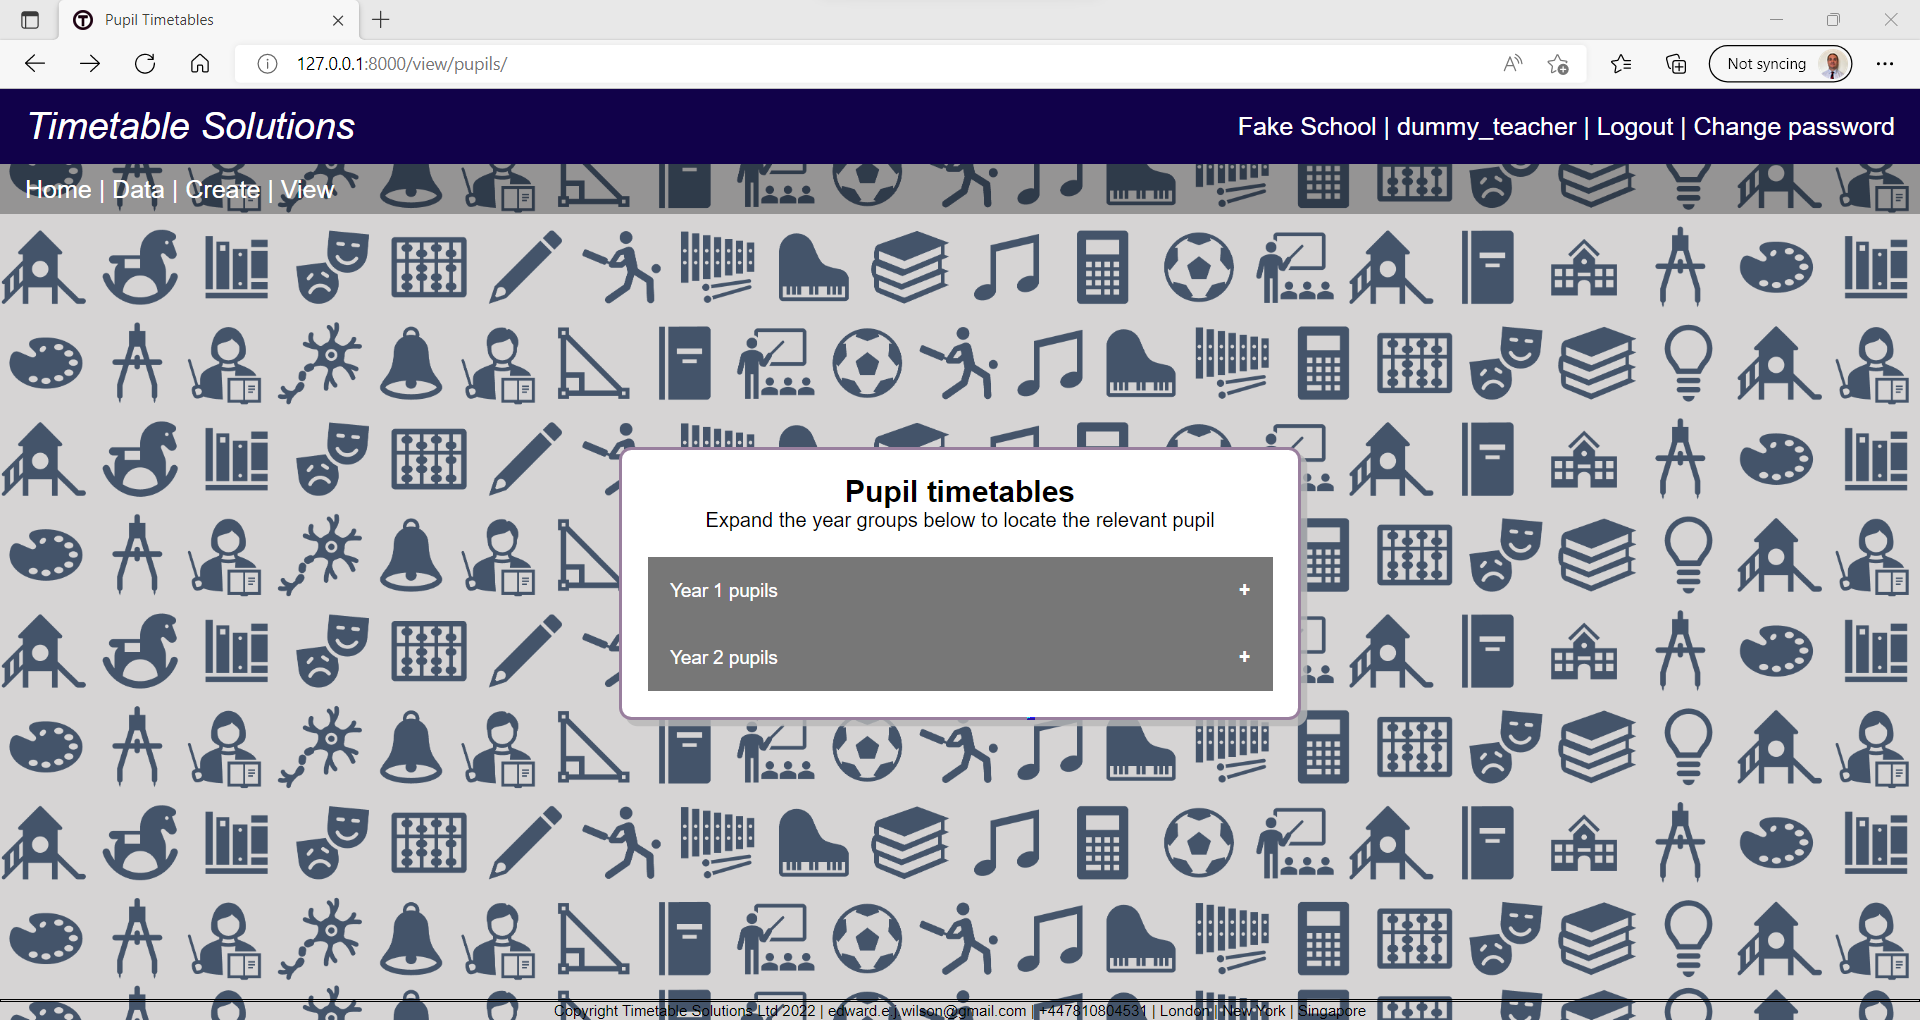 Pupil Timetables
127.0.0.1:8000/view/pupils/
Not syncing
Timetable Solutions
Fake School | dummy_teacher | Logout | Change password
Home | Data | Create | View
Pupil timetables
Expand the year groups below to locate the relevant pupil
Year 1 pupils +
Year 2 pupils +
Copyright Timetable Solutions Ltd 2022 | edward.e.j.wilson@gmail.com | +447810804531 | London | New York | Singapore